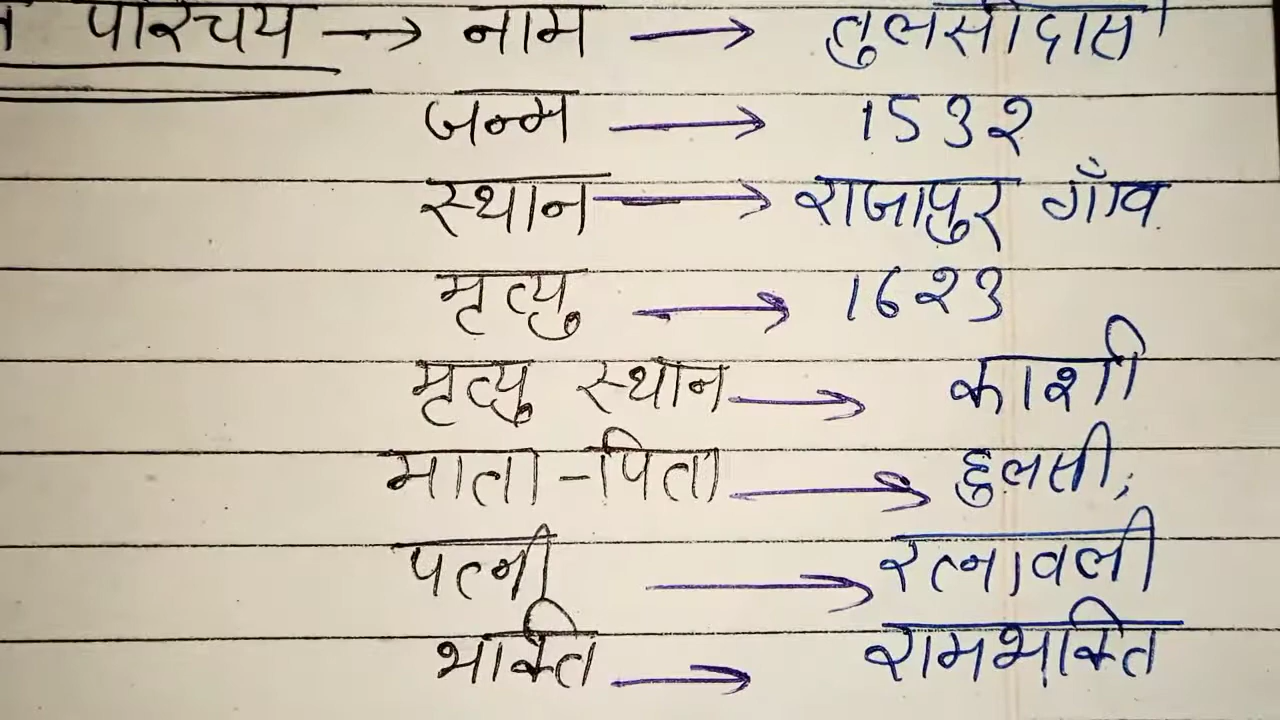 परिचय → नाम → तुलसीदास
जन्म → 1532
स्थान → राजापुर गाँव
मृत्यु → 1623
मृत्यु स्थान → काशी
माता-पिता → हुलसी;
पत्नी → रत्नावली
भक्ति → रामभक्ति